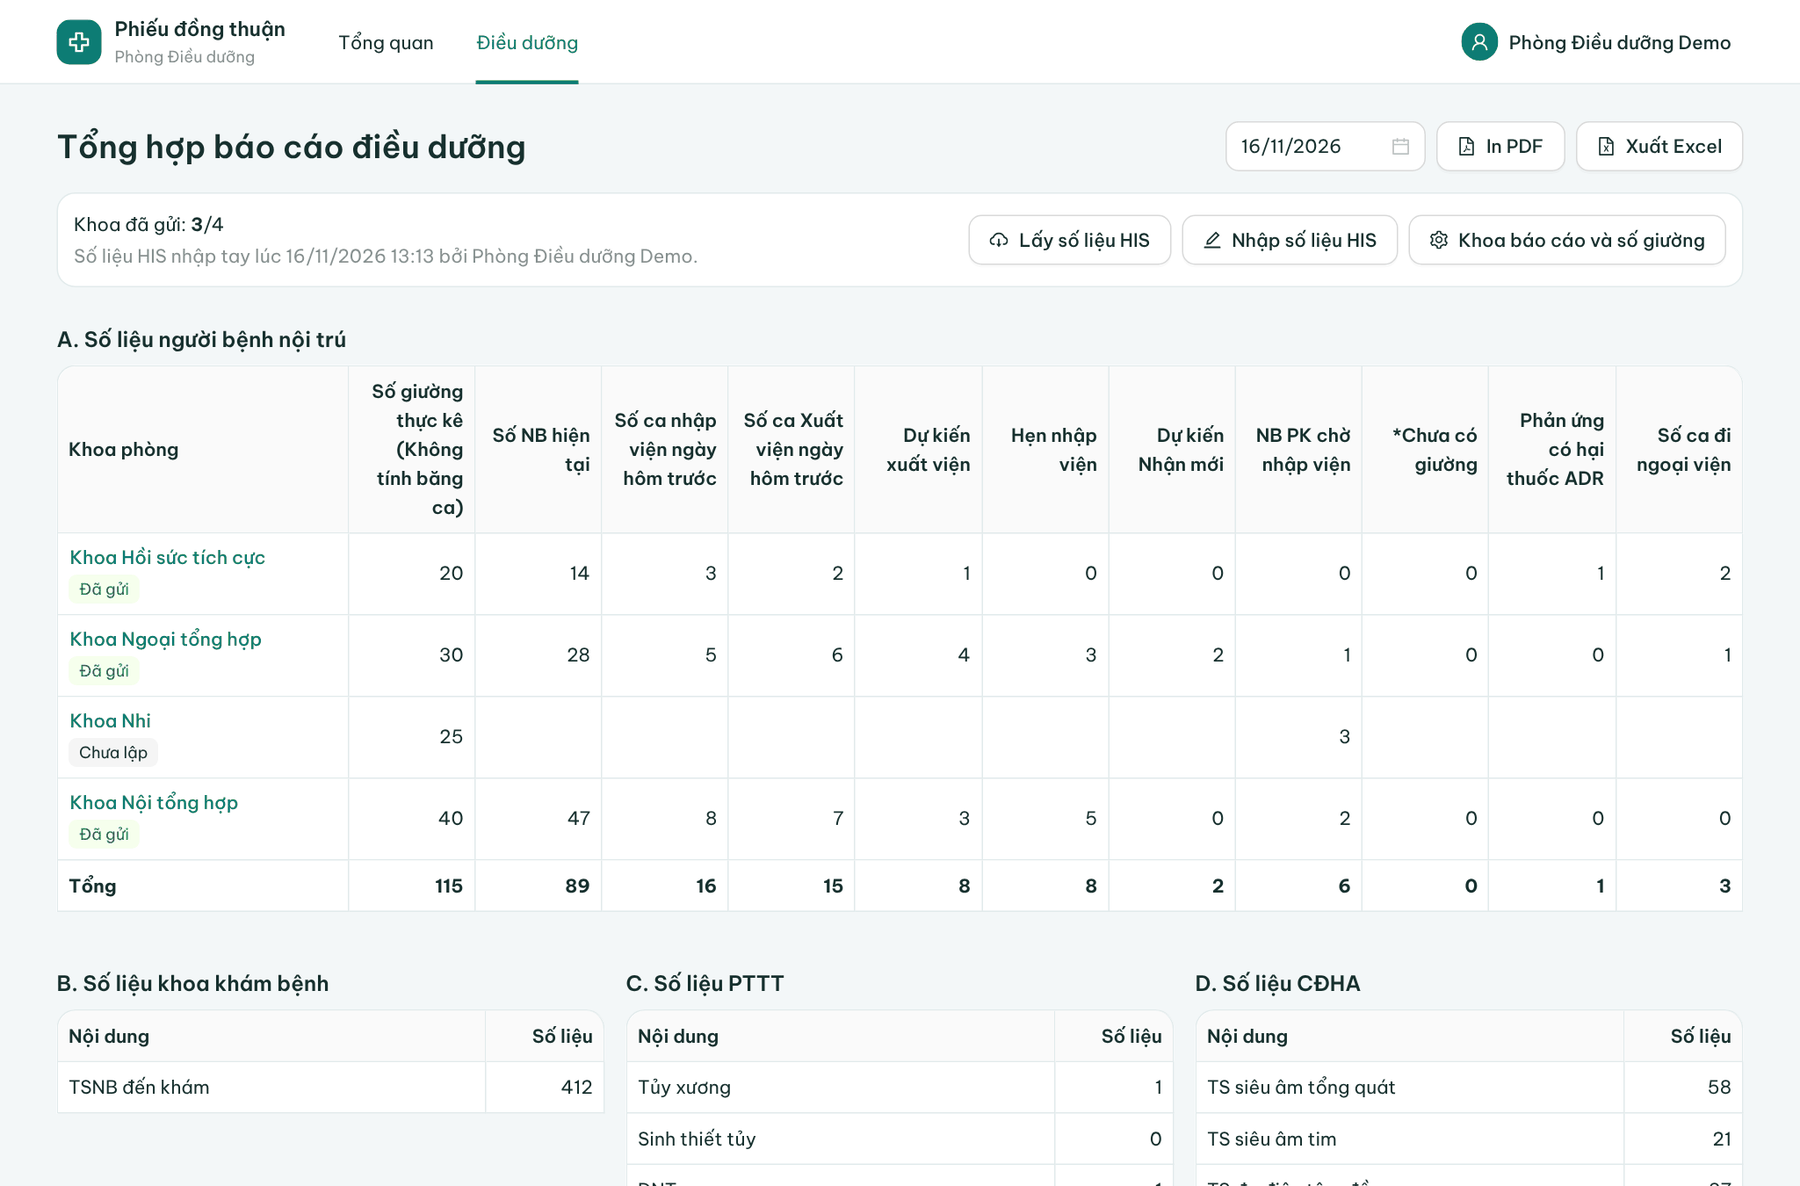 Phiếu đồng thuận
Phòng Điều dưỡng
Tổng quan
Điều dưỡng
Phòng Điều dưỡng Demo
Tổng hợp báo cáo điều dưỡng
16/11/2026
In PDF
Xuất Excel
Khoa đã gửi: 3/4
Số liệu HIS nhập tay lúc 16/11/2026 13:13 bởi Phòng Điều dưỡng Demo.
Lấy số liệu HIS
Nhập số liệu HIS
Khoa báo cáo và số giường
A. Số liệu người bệnh nội trú
Khoa phòng
Số giường
thực kê
(Không
tính băng
ca)
Số NB hiện
tại
Số ca nhập
viện ngày
hôm trước
Số ca Xuất
viện ngày
hôm trước
Dự kiến
xuất viện
Hẹn nhập
viện
Dự kiến
Nhận mới
NB PK chờ
nhập viện
*Chưa có
giường
Phản ứng
có hại
thuốc ADR
Số ca đi
ngoại viện
Khoa Hồi sức tích cực
Đã gửi
20 14 3 2 1 0 0 0 0 1 2
Khoa Ngoại tổng hợp
Đã gửi
30 28 5 6 4 3 2 1 0 0 1
Khoa Nhi
Chưa lập
25 3
Khoa Nội tổng hợp
Đã gửi
40 47 8 7 3 5 0 2 0 0 0
Tổng 115 89 16 15 8 8 2 6 0 1 3
B. Số liệu khoa khám bệnh
Nội dung Số liệu
TSNB đến khám 412
C. Số liệu PTTT
Nội dung Số liệu
Tủy xương 1
Sinh thiết tủy 0
D. Số liệu CĐHA
Nội dung Số liệu
TS siêu âm tổng quát 58
TS siêu âm tim 21